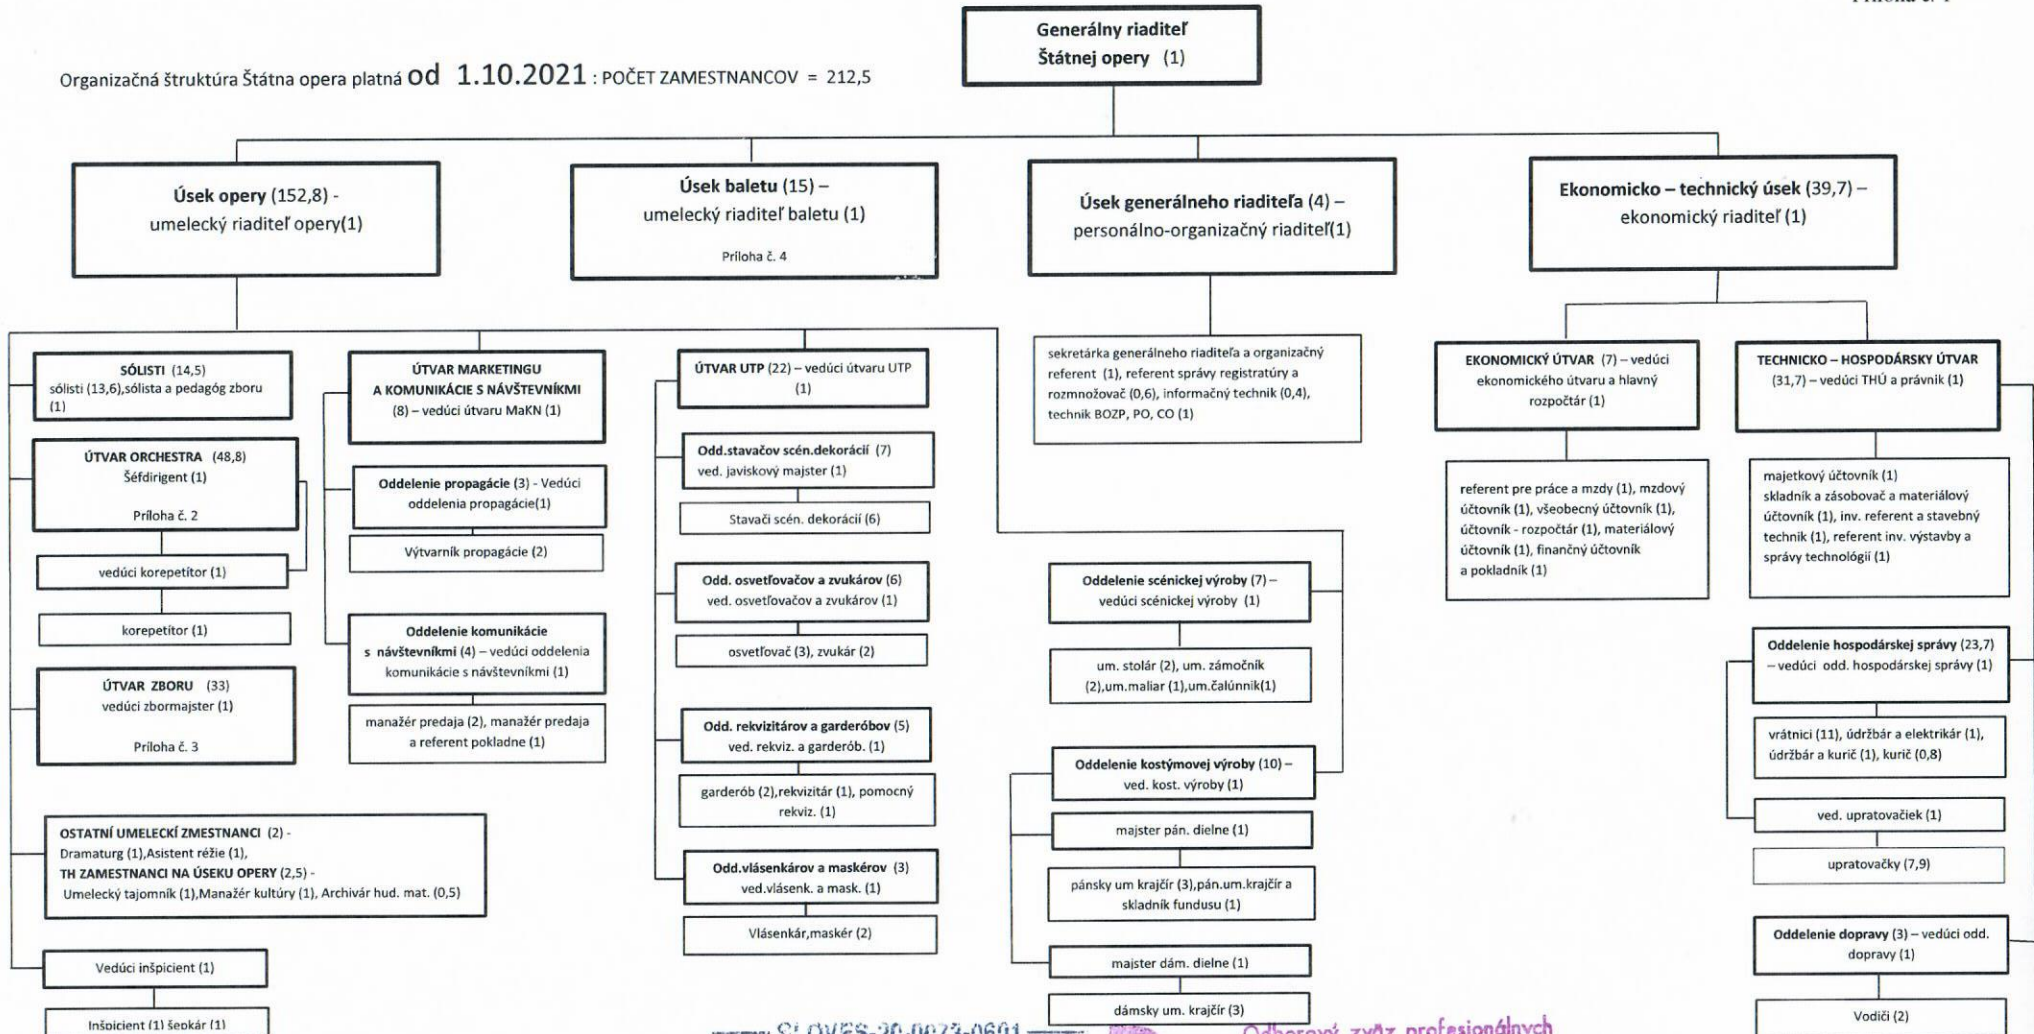 Príloha č. 1
Generálny riaditeľ
Štátnej opery (1)
Organizačná štruktúra Štátna opera platná od 1.10.2021 : POČET ZAMESTNANCOV = 212,5
Úsek opery (152,8) -
umelecký riaditeľ opery(1)
Úsek baletu (15) –
umelecký riaditeľ baletu (1)
Príloha č. 4
Úsek generálneho riaditeľa (4) –
personálno-organizačný riaditeľ(1)
Ekonomicko – technický úsek (39,7) –
ekonomický riaditeľ (1)
SÓLISTI (14,5)
sólisti (13,6),sólista a pedagóg zboru
(1)
ÚTVAR ORCHESTRA (48,8)
Šéfdirigent (1)
Príloha č. 2
vedúci korepetítor (1)
korepetítor (1)
ÚTVAR ZBORU (33)
vedúci zbormajster (1)
Príloha č. 3
OSTATNÍ UMELECKÍ ZMESTNANCI (2) -
Dramaturg (1),Asistent réžie (1),
TH ZAMESTNANCI NA ÚSEKU OPERY (2,5) -
Umelecký tajomník (1),Manažér kultúry (1), Archivár hud. mat. (0,5)
Vedúci inšpicient (1)
Inšpicient (1) šepkár (1)
ÚTVAR MARKETINGU
A KOMUNIKÁCIE S NÁVŠTEVNÍKMI
(8) – vedúci útvaru MaKN (1)
Oddelenie propagácie (3) - Vedúci
oddelenia propagácie(1)
Výtvarník propagácie (2)
Oddelenie komunikácie
s návštevníkmi (4) – vedúci oddelenia
komunikácie s návštevníkmi (1)
manažér predaja (2), manažér predaja
a referent pokladne (1)
ÚTVAR UTP (22) – vedúci útvaru UTP
(1)
Odd.stavačov scén.dekorácií (7)
ved. javiskový majster (1)
Stavači scén. dekorácií (6)
Odd. osvetľovačov a zvukárov (6)
ved. osvetľovačov a zvukárov (1)
osvetľovač (3), zvukár (2)
Odd. rekvizitárov a garderóbov (5)
ved. rekviz. a garderób. (1)
garderób (2),rekvizitár (1), pomocný
rekviz. (1)
Odd.vlásenkárov a maskérov (3)
ved.vlásenk. a mask. (1)
Vlásenkár,maskér (2)
sekretárka generálneho riaditeľa a organizačný
referent (1), referent správy registratúry a
rozmnožovač (0,6), informačný technik (0,4),
technik BOZP, PO, CO (1)
Oddelenie scénickej výroby (7) –
vedúci scénickej výroby (1)
um. stolár (2), um. zámočník
(2),um.maliar (1),um.čalúnnik(1)
Oddelenie kostýmovej výroby (10) –
ved. kost. výroby (1)
majster pán. dielne (1)
pánsky um krajčír (3),pán.um.krajčír a
skladník fundusu (1)
majster dám. dielne (1)
dámsky um. krajčír (3)
EKONOMICKÝ ÚTVAR (7) – vedúci
ekonomického útvaru a hlavný
rozpočtár (1)
referent pre práce a mzdy (1), mzdový
účtovník (1), všeobecný účtovník (1),
účtovník - rozpočtár (1), materiálový
účtovník (1), finančný účtovník
a pokladník (1)
TECHNICKO – HOSPODÁRSKY ÚTVAR
(31,7) – vedúci THÚ a právnik (1)
majetkový účtovník (1)
skladník a zásobovač a materiálový
účtovník (1), inv. referent a stavebný
technik (1), referent inv. výstavby a
správy technológií (1)
Oddelenie hospodárskej správy (23,7)
– vedúci odd. hospodárskej správy (1)
vrátnici (11), údržbár a elektrikár (1),
údržbár a kurič (1), kurič (0,8)
ved. upratovačiek (1)
upratovačky (7,9)
Oddelenie dopravy (3) – vedúci odd.
dopravy (1)
Vodiči (2)
SLOVES-30-0073-0601
Odborový zväz profesionálnych